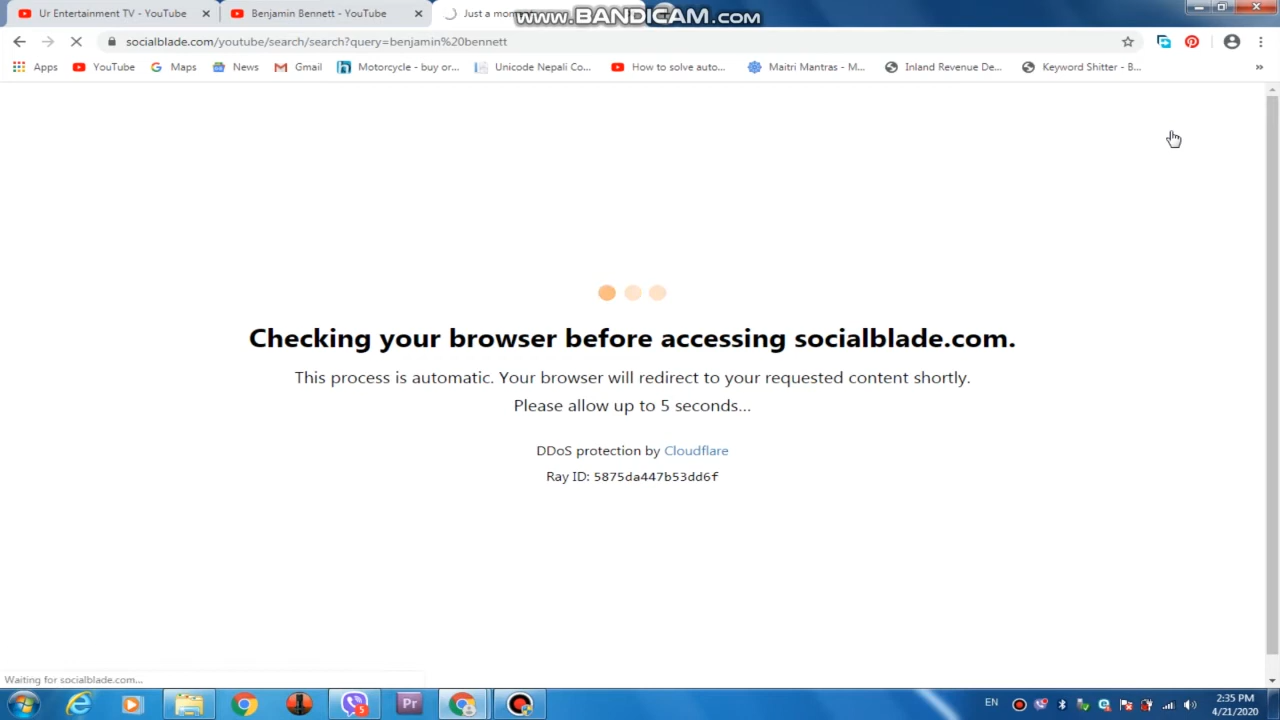 Ur Entertainment TV - YouTube
Benjamin Bennett - YouTube
Just a mom
www.BANDICAM.com
socialblade.com/youtube/search/search?query=benjamin%20bennett
Apps
YouTube
Maps
News
Gmail
Motorcycle - buy or...
Unicode Nepali Co...
How to solve auto...
Maitri Mantras - M...
Inland Revenue De...
Keyword Shitter - B...
»
Checking your browser before accessing socialblade.com.
This process is automatic. Your browser will redirect to your requested content shortly.
Please allow up to 5 seconds...
DDoS protection by Cloudflare
Ray ID: 5875da447b53dd6f
Waiting for socialblade.com...
Pr
5
EN
2:35 PM
4/21/2020